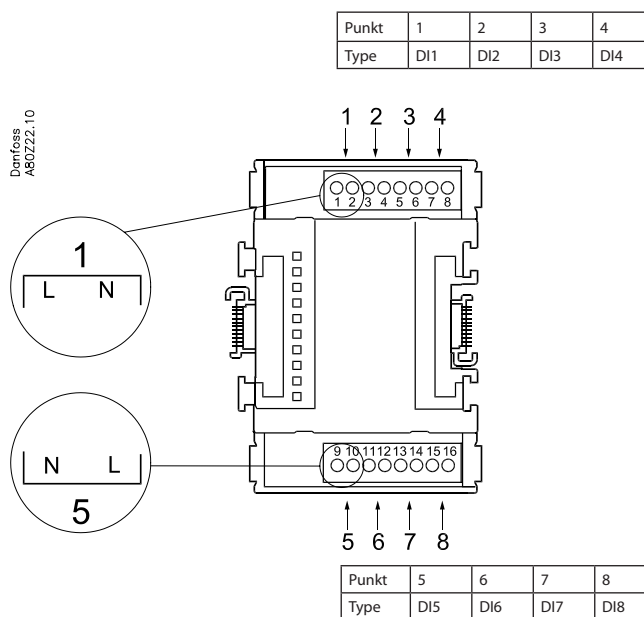 Punkt 1 2 3 4
Type DI1 DI2 DI3 DI4
Danfoss
A80Z22.10
1 2 3 4
1 2 3 4 5 6 7 8
1
L N
9 10 11 12 13 14 15 16
N L
5
5 6 7 8
Punkt 5 6 7 8
Type DI5 DI6 DI7 DI8